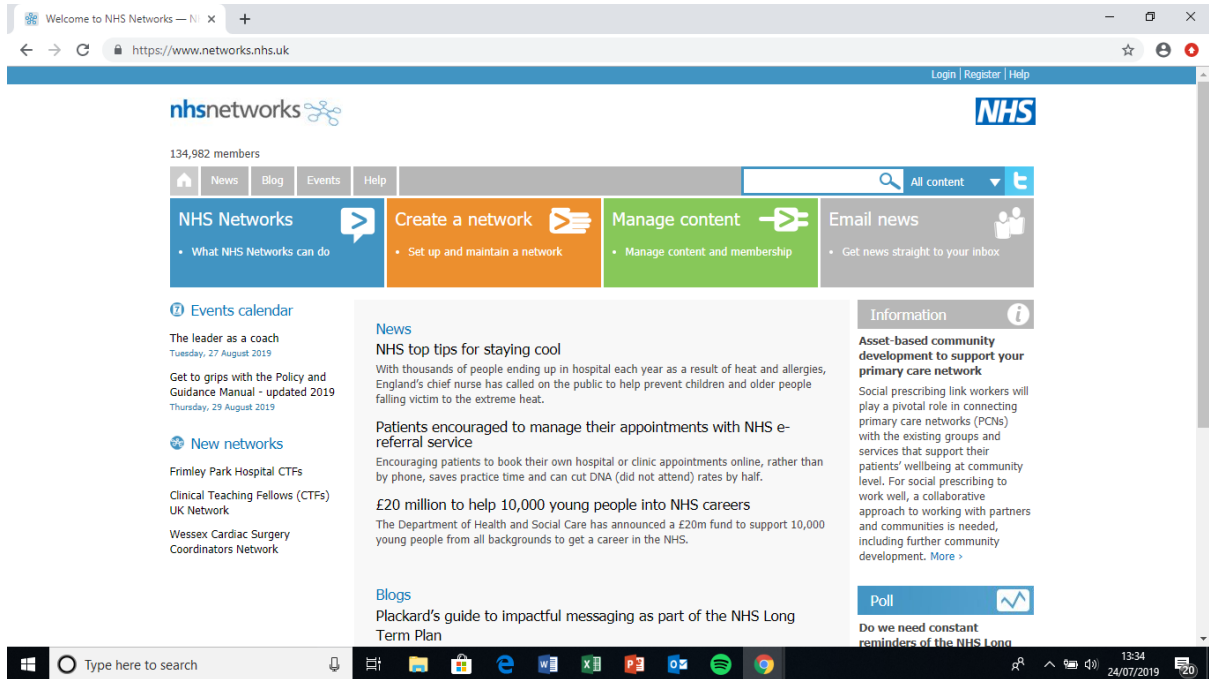 Welcome to NHS Networks — N
https://www.networks.nhs.uk
Login | Register | Help
nhsnetworks
NHS
134,982 members
News
Blog
Events
Help
All content
NHS Networks
• What NHS Networks can do
Create a network
• Set up and maintain a network
Manage content
• Manage content and membership
Email news
• Get news straight to your inbox
7
Events calendar
The leader as a coach
Tuesday, 27 August 2019
Get to grips with the Policy and
Guidance Manual - updated 2019
Thursday, 29 August 2019
New networks
Frimley Park Hospital CTFs
Clinical Teaching Fellows (CTFs)
UK Network
Wessex Cardiac Surgery
Coordinators Network
News
NHS top tips for staying cool
With thousands of people ending up in hospital each year as a result of heat and allergies,
England's chief nurse has called on the public to help prevent children and older people
falling victim to the extreme heat.
Patients encouraged to manage their appointments with NHS e-
referral service
Encouraging patients to book their own hospital or clinic appointments online, rather than
by phone, saves practice time and can cut DNA (did not attend) rates by half.
£20 million to help 10,000 young people into NHS careers
The Department of Health and Social Care has announced a £20m fund to support 10,000
young people from all backgrounds to get a career in the NHS.
Blogs
Plackard's guide to impactful messaging as part of the NHS Long
Term Plan
Information
Asset-based community
development to support your
primary care network
Social prescribing link workers will
play a pivotal role in connecting
primary care networks (PCNs)
with the existing groups and
services that support their
patients' wellbeing at community
level. For social prescribing to
work well, a collaborative
approach to working with partners
and communities is needed,
including further community
development. More ›
Poll
Do we need constant
reminders of the NHS Long
Type here to search
13:34
24/07/2019
20